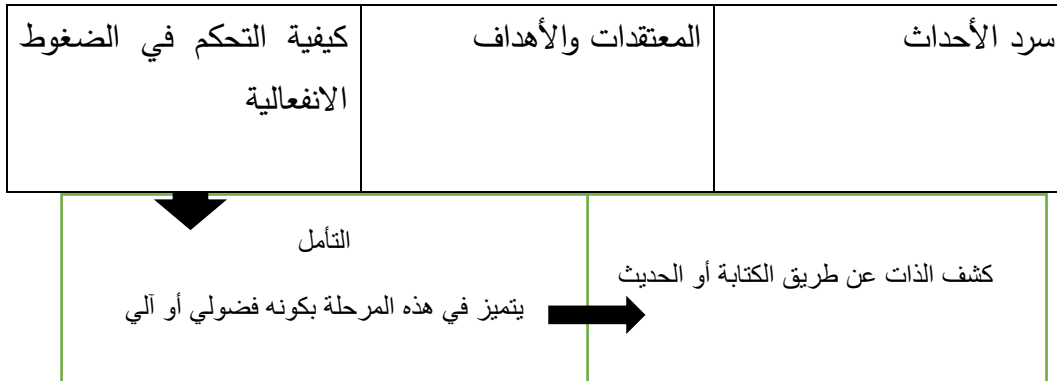 سرد الأحداث
المعتقدات والأهداف
كيفية التحكم في الضغوط
الانفعالية
كشف الذات عن طريق الكتابة أو الحديث
التأمل
يتميز في هذه المرحلة بكونه فضولي أو آلي